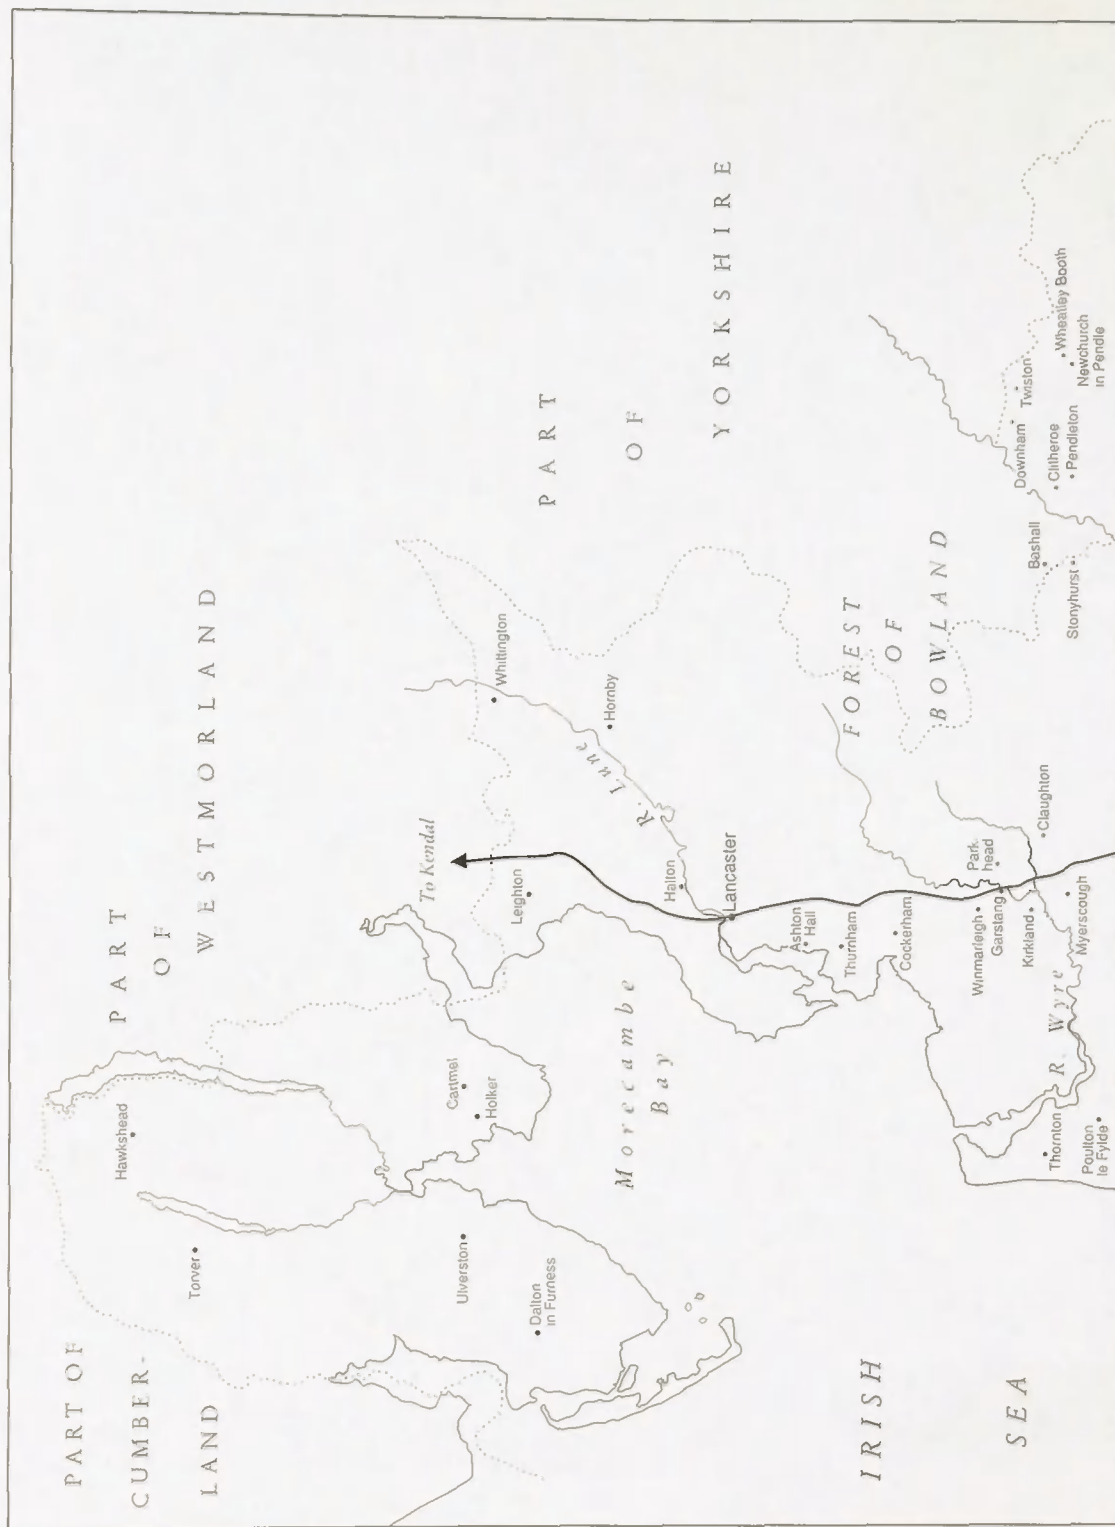 PART OF
CUMBER-
LAND
PART
OF
WESTMORLAND
Hawkshead
Torver
Ulverston
Dalton
in Furness
Cartmel
Holker
To Kendal
Leighton
Whittington
Hornby
R. Lune
Halton
Lancaster
Morecambe
Bay
PART
OF
YORKSHIRE
Ashton
Hall
Thurnham
Cockerham
FOREST
OF
BOWLAND
Winmarleigh
Garstang
Park
head
Kirkland
Claughton
Myerscough
R. Wyre
Thornton
Poulton
le Fylde
Bashall
Stonyhurst
Downham
Twiston
Clitheroe
Pendleton
Wheatley Booth
Newchurch
in Pendle
IRISH
SEA